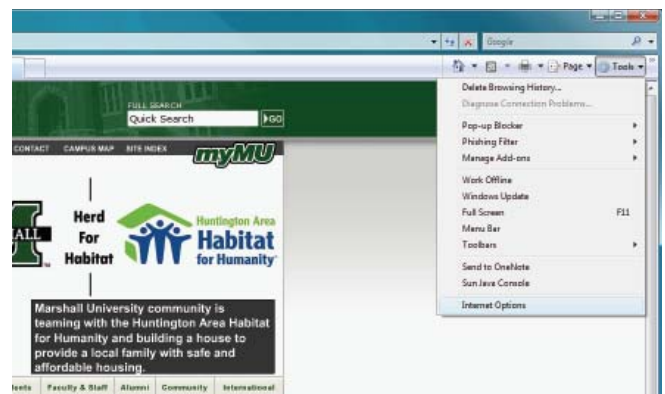 Google
Page
Tools
Delete Browsing History...
Diagnose Connection Problems...
Pop-up Blocker
Phishing Filter
Manage Add-ons
Work Offline
Windows Update
Full Screen F11
Menu Bar
Toolbars
Send to OneNote
Sun Java Console
Internet Options
FULL SEARCH
Quick Search GO
CONTACT CAMPUS MAP SITE INDEX myMU
ALL
Herd
For
Habitat
Huntington Area
Habitat
for Humanity
Marshall University community is
teaming with the Huntington Area Habitat
for Humanity and building a house to
provide a local family with safe and
affordable housing.
Faculty & Staff Alumni Community International